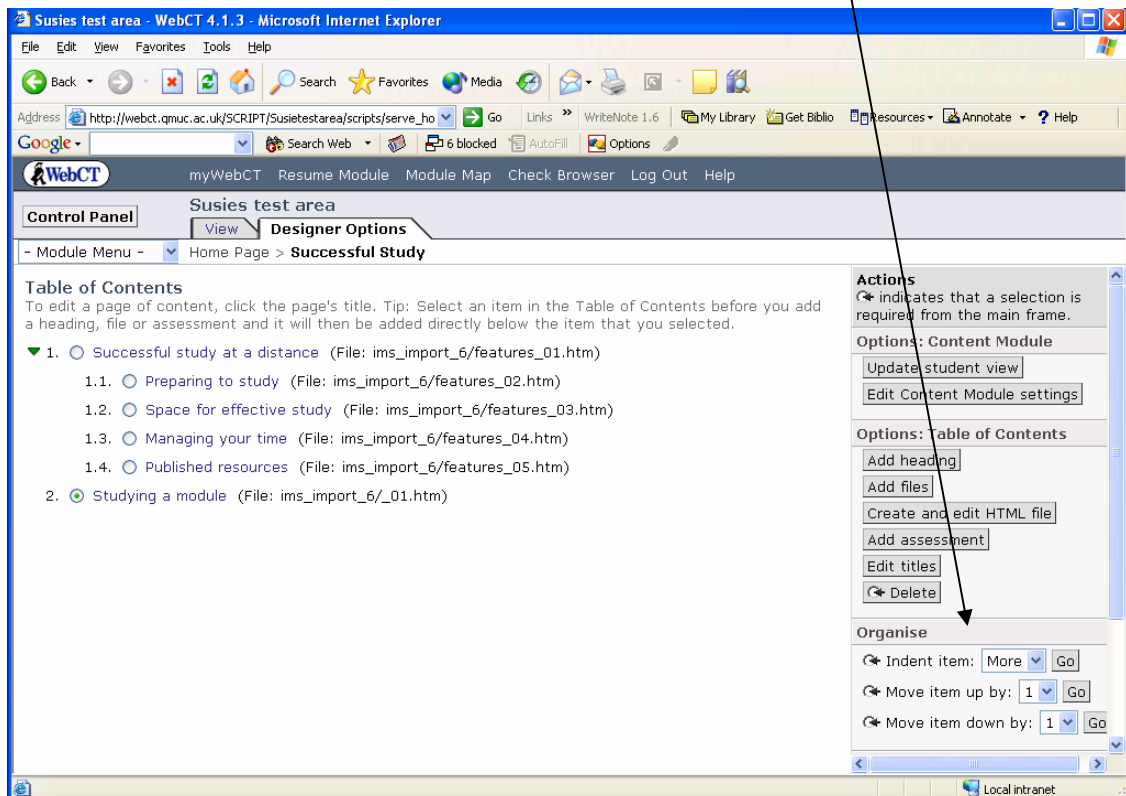 Susies test area - WebCT 4.1.3 - Microsoft Internet Explorer
File Edit View Favorites Tools Help
Back Search Favorites Media
Address http://webct.qmuc.ac.uk/SCRIPT/Susietestarea/scripts/serve_ho Go Links » WriteNote 1.6 My Library Get Biblio Resources Annotate ? Help
Google Search Web 6 blocked AutoFill Options
WebCT myWebCT Resume Module Module Map Check Browser Log Out Help
Control Panel
Susies test area
View Designer Options
- Module Menu - Home Page > Successful Study
Table of Contents
To edit a page of content, click the page's title. Tip: Select an item in the Table of Contents before you add
a heading, file or assessment and it will then be added directly below the item that you selected.
1. Successful study at a distance (File: ims_import_6/features_01.htm)
1.1. Preparing to study (File: ims_import_6/features_02.htm)
1.2. Space for effective study (File: ims_import_6/features_03.htm)
1.3. Managing your time (File: ims_import_6/features_04.htm)
1.4. Published resources (File: ims_import_6/features_05.htm)
2. Studying a module (File: ims_import_6/_01.htm)
Actions
indicates that a selection is
required from the main frame.
Options: Content Module
Update student view
Edit Content Module settings
Options: Table of Contents
Add heading
Add files
Create and edit HTML file
Add assessment
Edit titles
Delete
Organise
Indent item: More Go
Move item up by: 1 Go
Move item down by: 1 Go
Local intranet